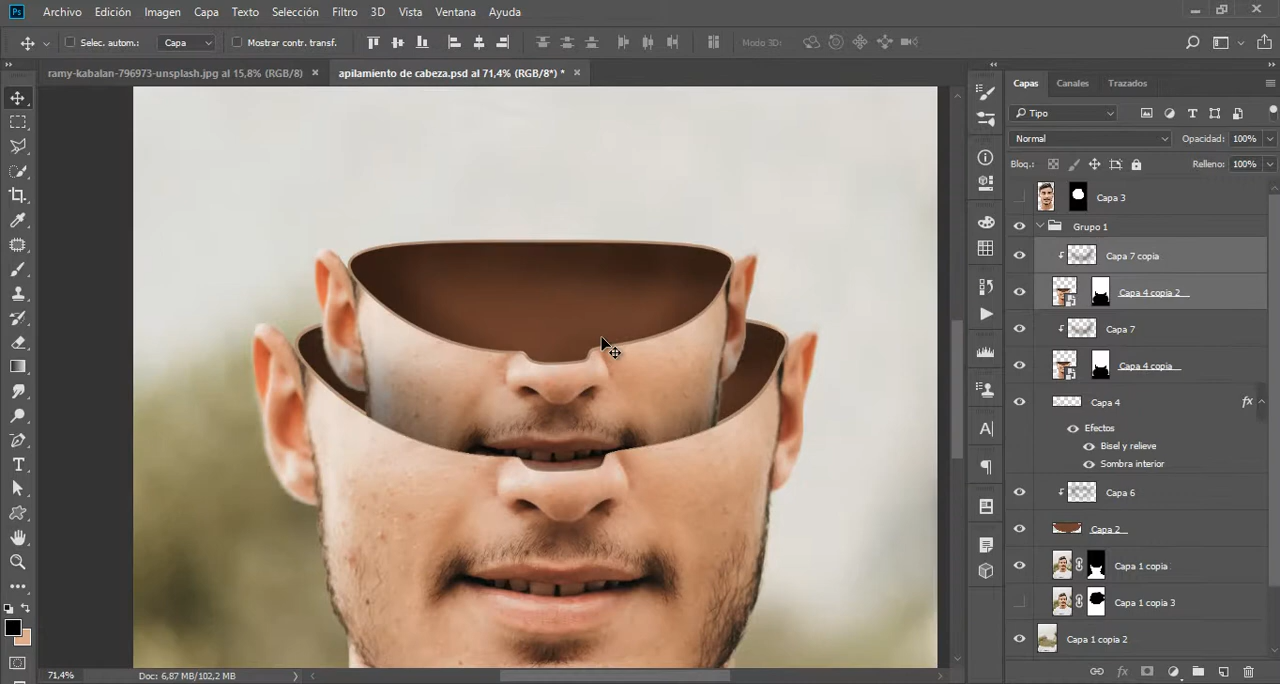 Ps Archivo Edición Imagen Capa Texto Selección Filtro 3D Vista Ventana Ayuda
Selec. autom.: Capa Mostrar contr. transf. Modo 3D:
ramy-kabalan-796973-unsplash.jpg al 15,8% (RGB/8) × apilamiento de cabeza.psd al 71,4% (RGB/8*) * ×
Capas Canales Trazados
Tipo
Normal Opacidad: 100%
Bloq.: Relleno: 100%
Capa 3
Grupo 1
Capa 7 copia
Capa 4 copia 2
Capa 7
Capa 4 copia
Capa 4 fx
Efectos
Bisel y relieve
Sombra interior
Capa 6
Capa 2
Capa 1 copia
Capa 1 copia 3
Capa 1 copia 2
71,4% Doc: 6,87 MB/102,2 MB